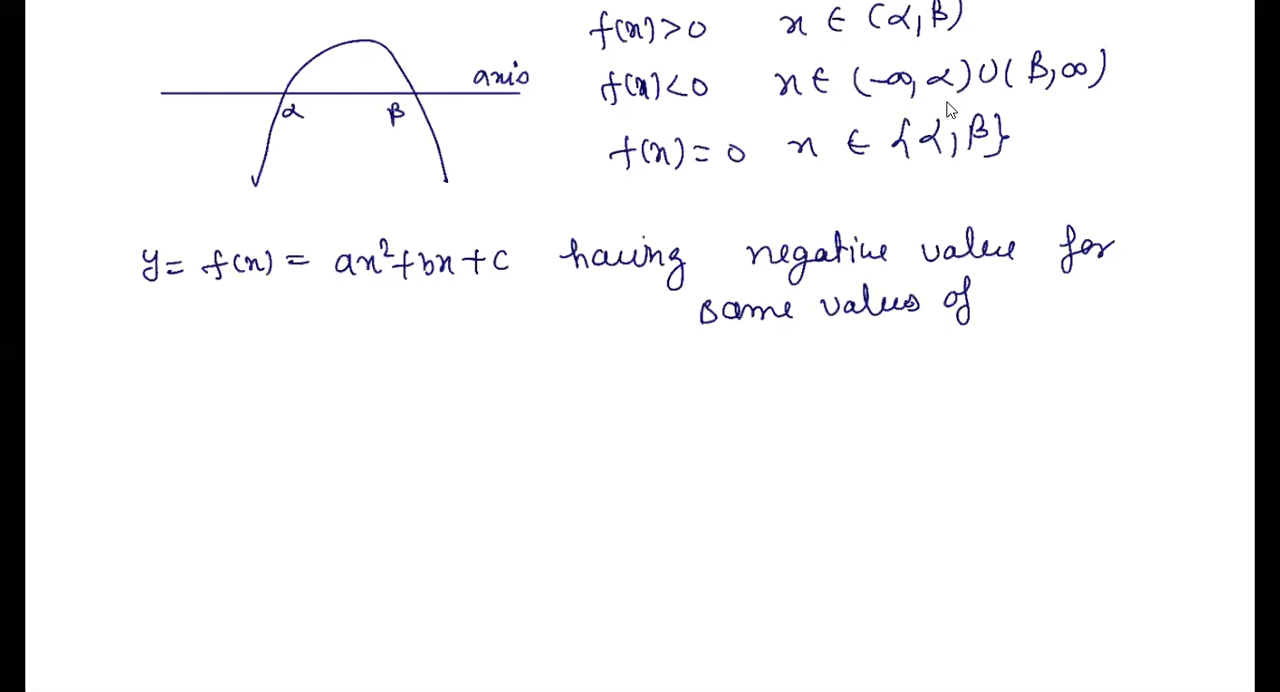 f(x)>0 x ∈ (α, β)
axis
f(x)<0 x ∈ (-∞, α)∪(β, ∞)
α β
f(x)=0 x ∈ {α, β}
y= f(x) = ax²+bx+c having negative value for
some values of